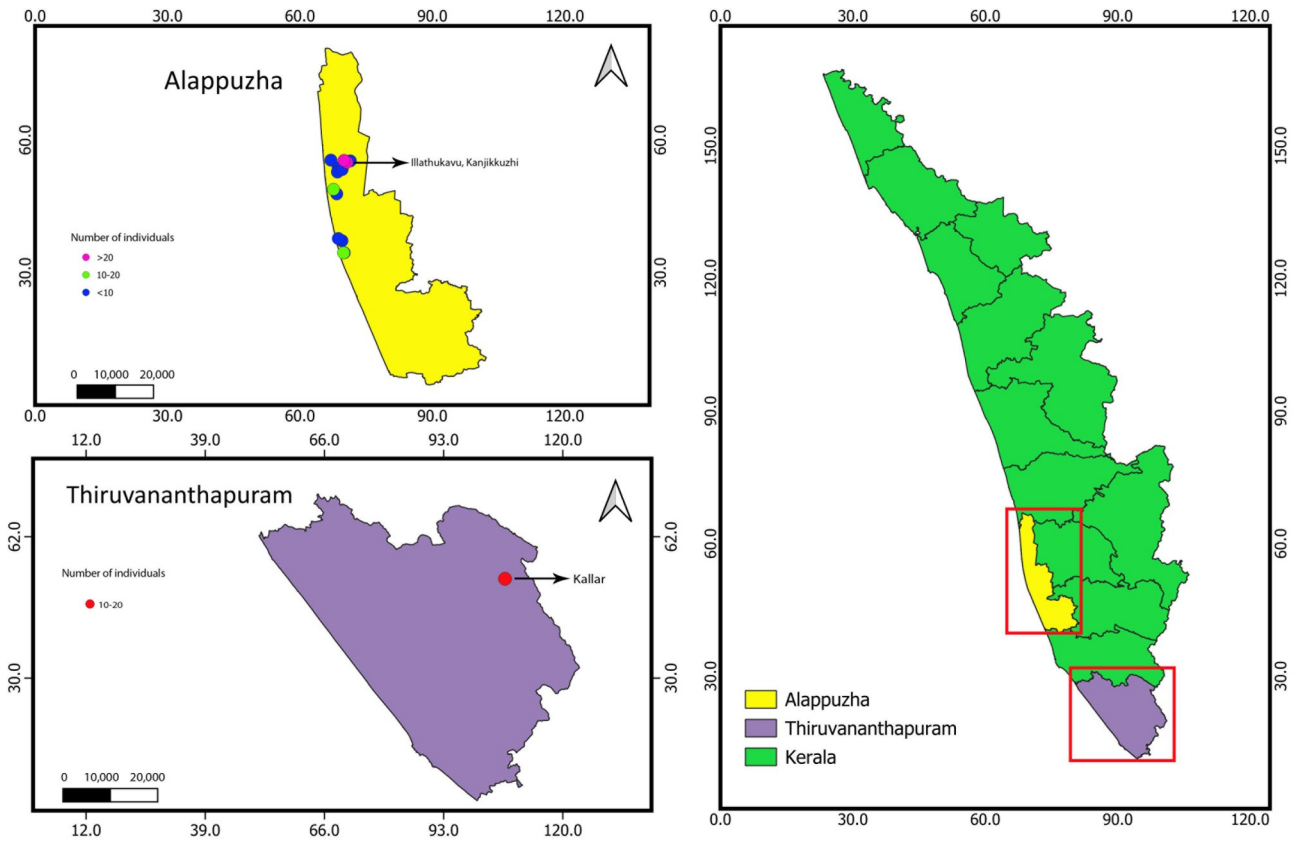 0.0 30.0 60.0 90.0 120.0
Alappuzha
60.0 60.0
Illathukavu, Kanjikkuzhi
Number of individuals
>20
10-20
<10
30.0 30.0
0 10,000 20,000
0.0 0.0
0.0 30.0 60.0 90.0 120.0
12.0 39.0 66.0 93.0 120.0
Thiruvananthapuram
62.0 62.0
Number of individuals
10-20
Kallar
30.0 30.0
0 10,000 20,000
12.0 39.0 66.0 93.0 120.0
0.0 30.0 60.0 90.0 120.0
150.0 150.0
120.0 120.0
90.0 90.0
60.0 60.0
30.0 30.0
Alappuzha
Thiruvananthapuram
Kerala
0.0 0.0
30.0 60.0 90.0 120.0